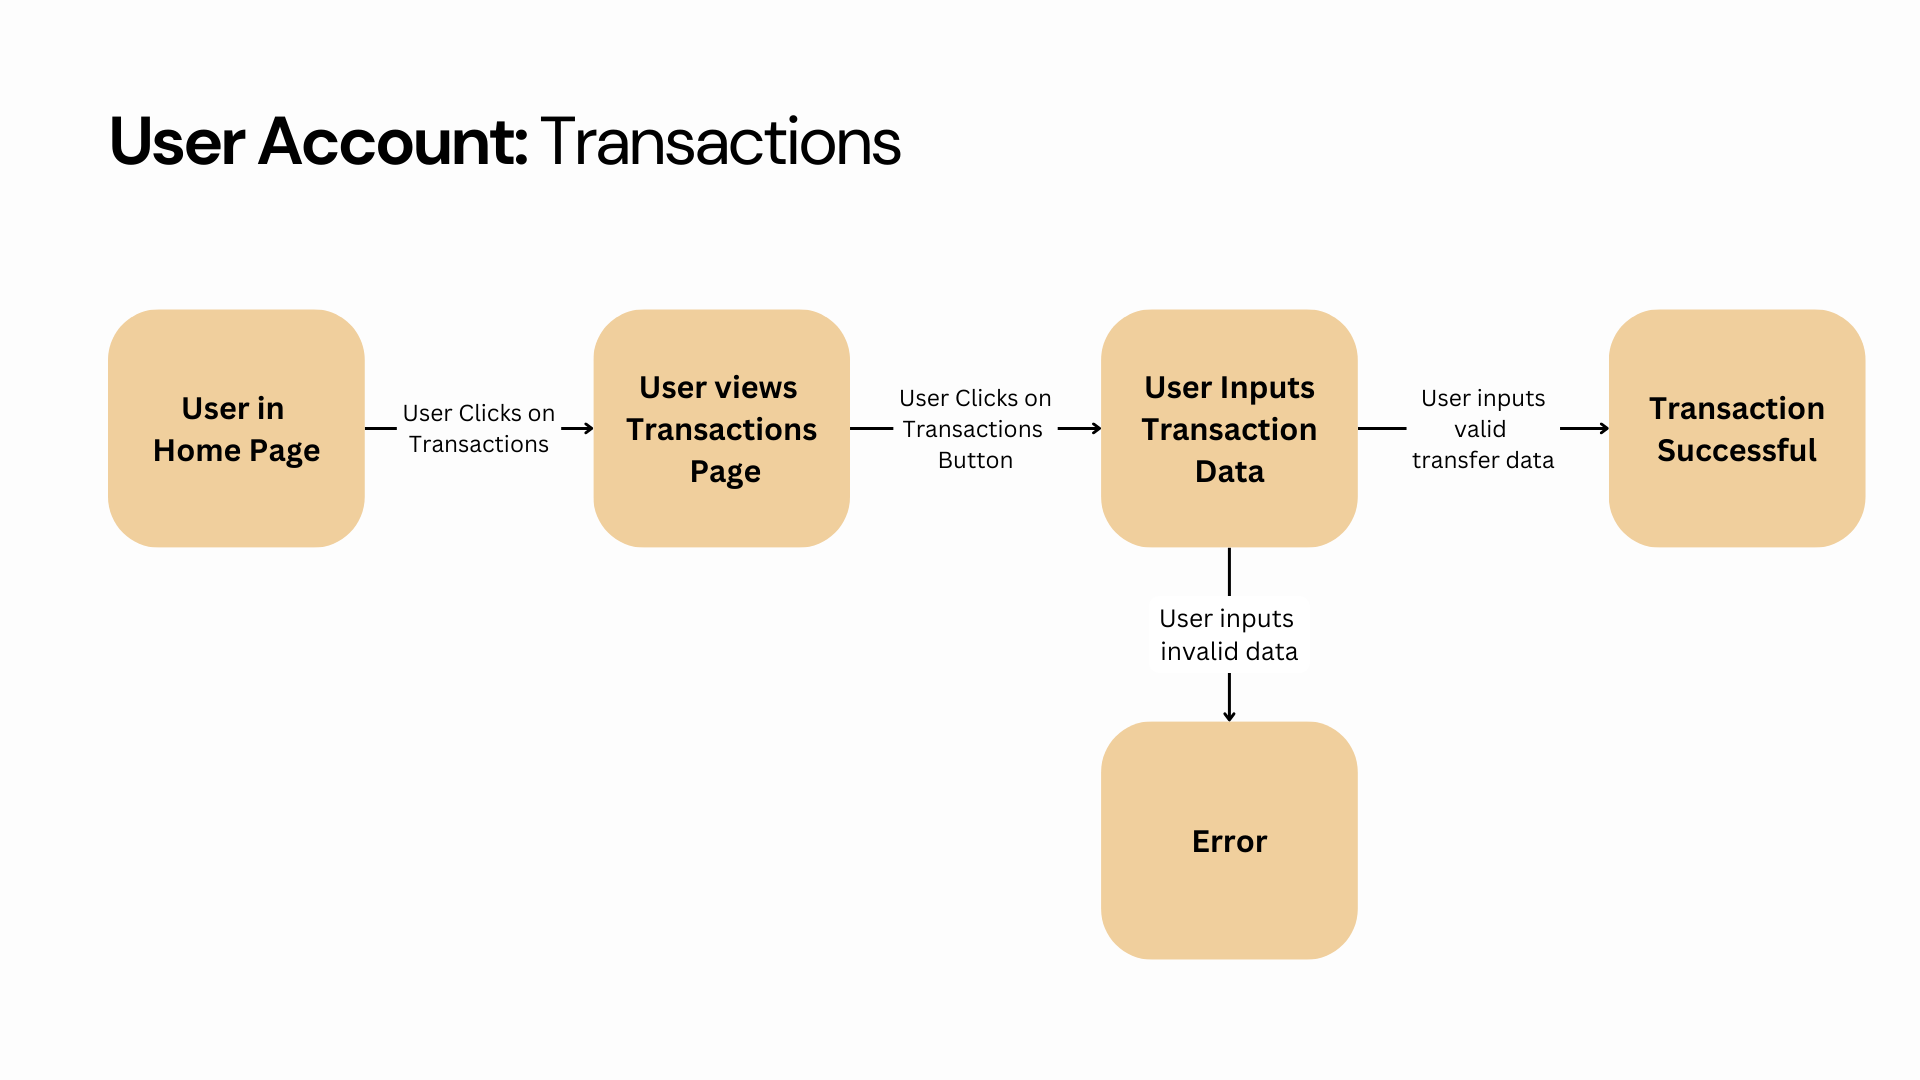 User Account: Transactions
User in
Home Page
User Clicks on
Transactions
User views
Transactions
Page
User Clicks on
Transactions
Button
User Inputs
Transaction
Data
User inputs
valid
transfer data
Transaction
Successful
User inputs
invalid data
Error